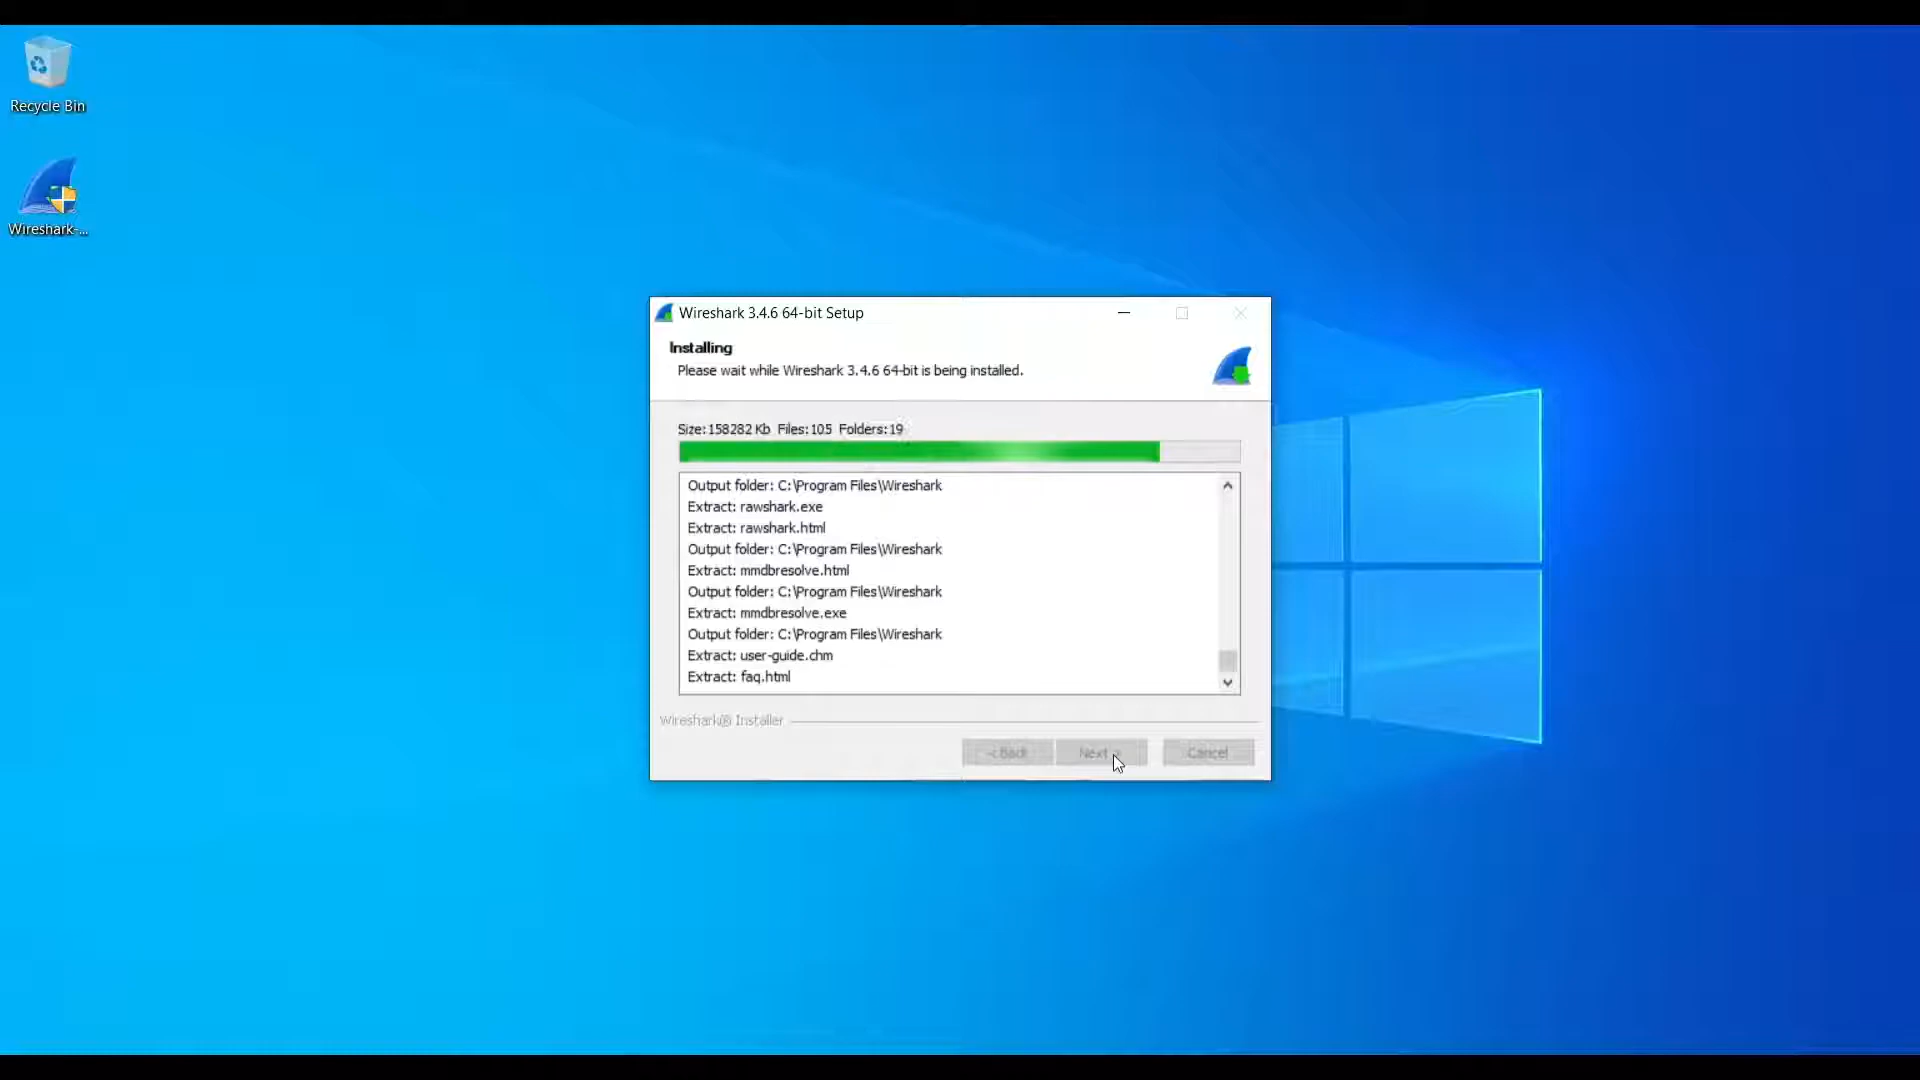 Recycle Bin
Wireshark-...
Wireshark 3.4.6 64-bit Setup
Installing
Please wait while Wireshark 3.4.6 64-bit is being installed.
Size: 158282 Kb Files: 105 Folders: 19
Output folder: C:\Program Files\Wireshark
Extract: rawshark.exe
Extract: rawshark.html
Output folder: C:\Program Files\Wireshark
Extract: mmdbresolve.html
Output folder: C:\Program Files\Wireshark
Extract: mmdbresolve.exe
Output folder: C:\Program Files\Wireshark
Extract: user-guide.chm
Extract: faq.html
Wireshark® Installer
< Back Next > Cancel